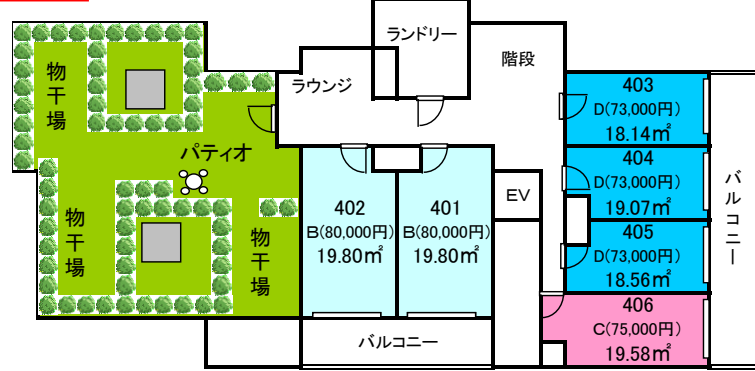 ランドリー
階段
ラウンジ
物干場
パティオ
物干場
物干場
402
B(80,000円)
19.80㎡
401
B(80,000円)
19.80㎡
EV
403
D(73,000円)
18.14㎡
404
D(73,000円)
19.07㎡
405
D(73,000円)
18.56㎡
406
C(75,000円)
19.58㎡
バルコニー
バルコニー